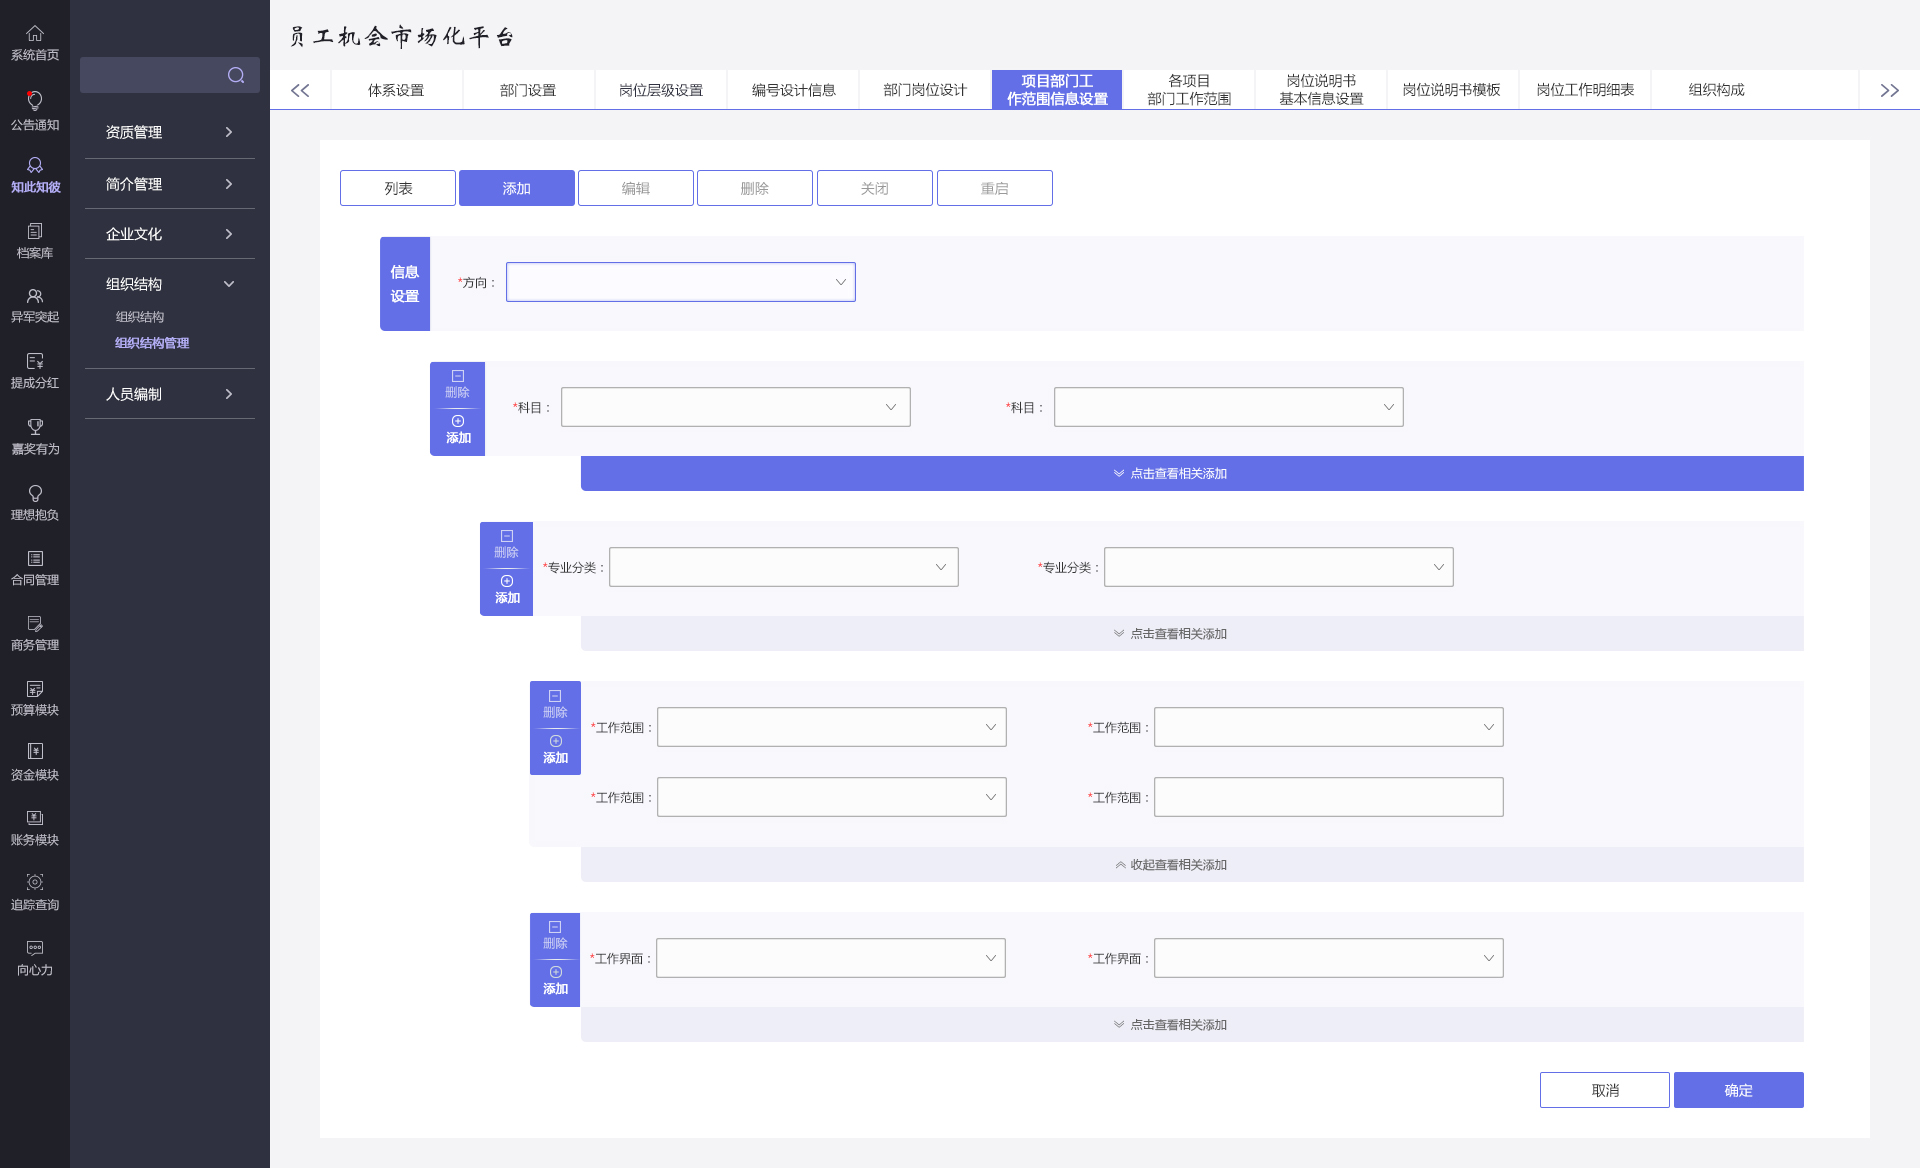 员工机会市场化平台
系统首页
公告通知
知此知彼
档案库
异军突起
提成分红
嘉奖有为
理想抱负
合同管理
商务管理
预算模块
资金模块
账务模块
追踪查询
向心力
资质管理
简介管理
企业文化
组织结构
组织结构
组织结构管理
人员编制
体系设置
部门设置
岗位层级设置
编号设计信息
部门岗位设计
项目部门工
作范围信息设置
各项目
部门工作范围
岗位说明书
基本信息设置
岗位说明书模板
岗位工作明细表
组织构成
列表
添加
编辑
删除
关闭
重启
信息
设置
*方向：
删除
添加
*科目：
*科目：
点击查看相关添加
删除
添加
*专业分类：
*专业分类：
点击查看相关添加
删除
添加
*工作范围：
*工作范围：
*工作范围：
*工作范围：
收起查看相关添加
删除
添加
*工作界面：
*工作界面：
点击查看相关添加
取消
确定